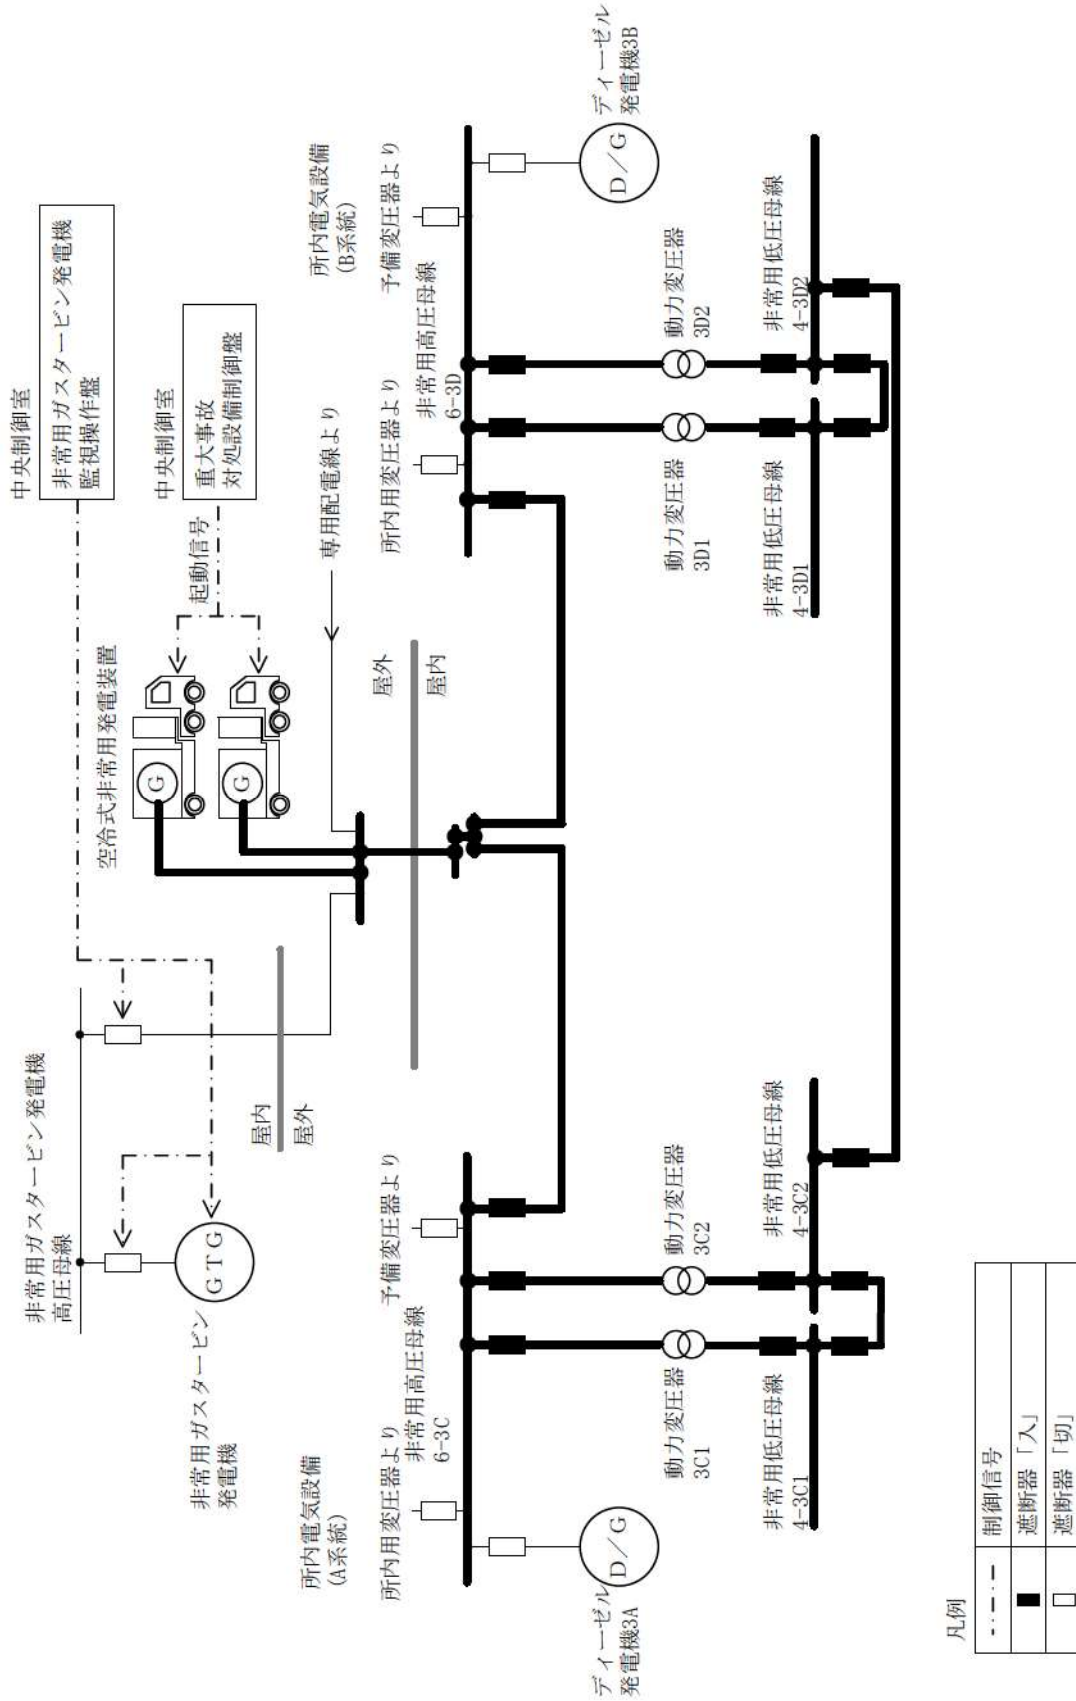 非常用ガスタービン発電機
高圧母線
中央制御室
非常用ガスタービン発電機
監視操作盤
GTG
非常用ガスタービン
発電機
空冷式非常用発電装置
G
G
起動信号
中央制御室
重大事故
対処設備制御盤
屋内
屋外
専用配電線より
屋外
屋内
所内電気設備
(A系統)
所内用変圧器より
予備変圧器より
非常用高圧母線
6-3C
D/G
ディーゼル
発電機3A
動力変圧器
3C1
動力変圧器
3C2
非常用低圧母線
4-3C1
非常用低圧母線
4-3C2
所内電気設備
(B系統)
所内用変圧器より
予備変圧器より
非常用高圧母線
6-3D
D/G
ディーゼル
発電機3B
動力変圧器
3D1
動力変圧器
3D2
非常用低圧母線
4-3D1
非常用低圧母線
4-3D2
凡例
制御信号
遮断器「入」
遮断器「切」